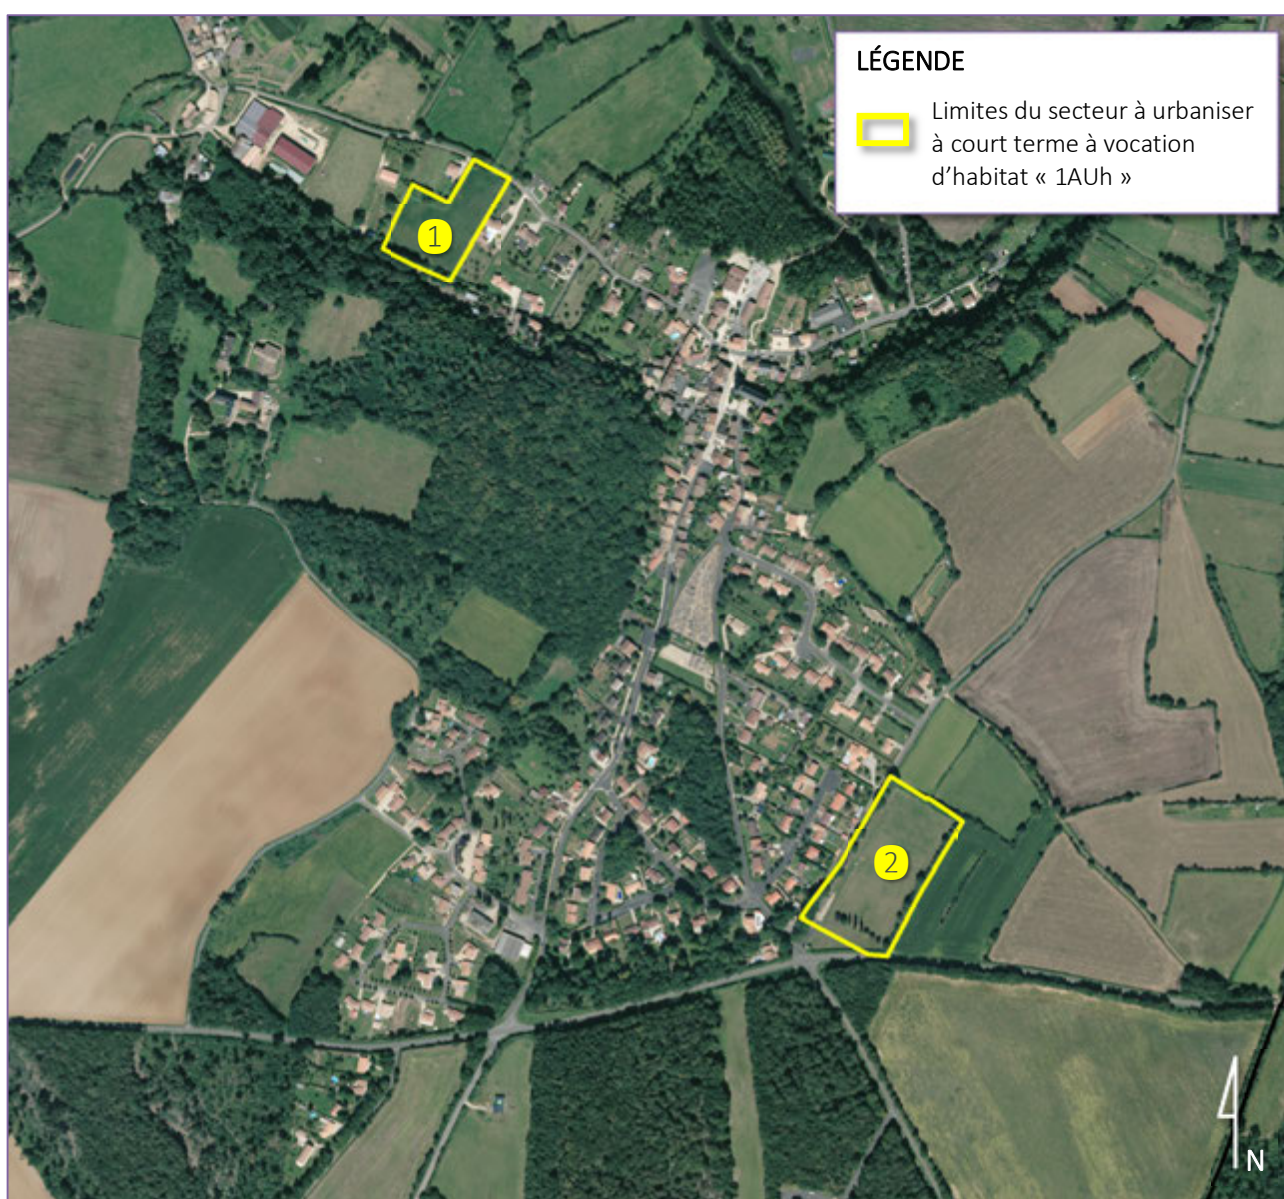 LÉGENDE
Limites du secteur à urbaniser
à court terme à vocation
d’habitat « 1AUh »
1
2
N